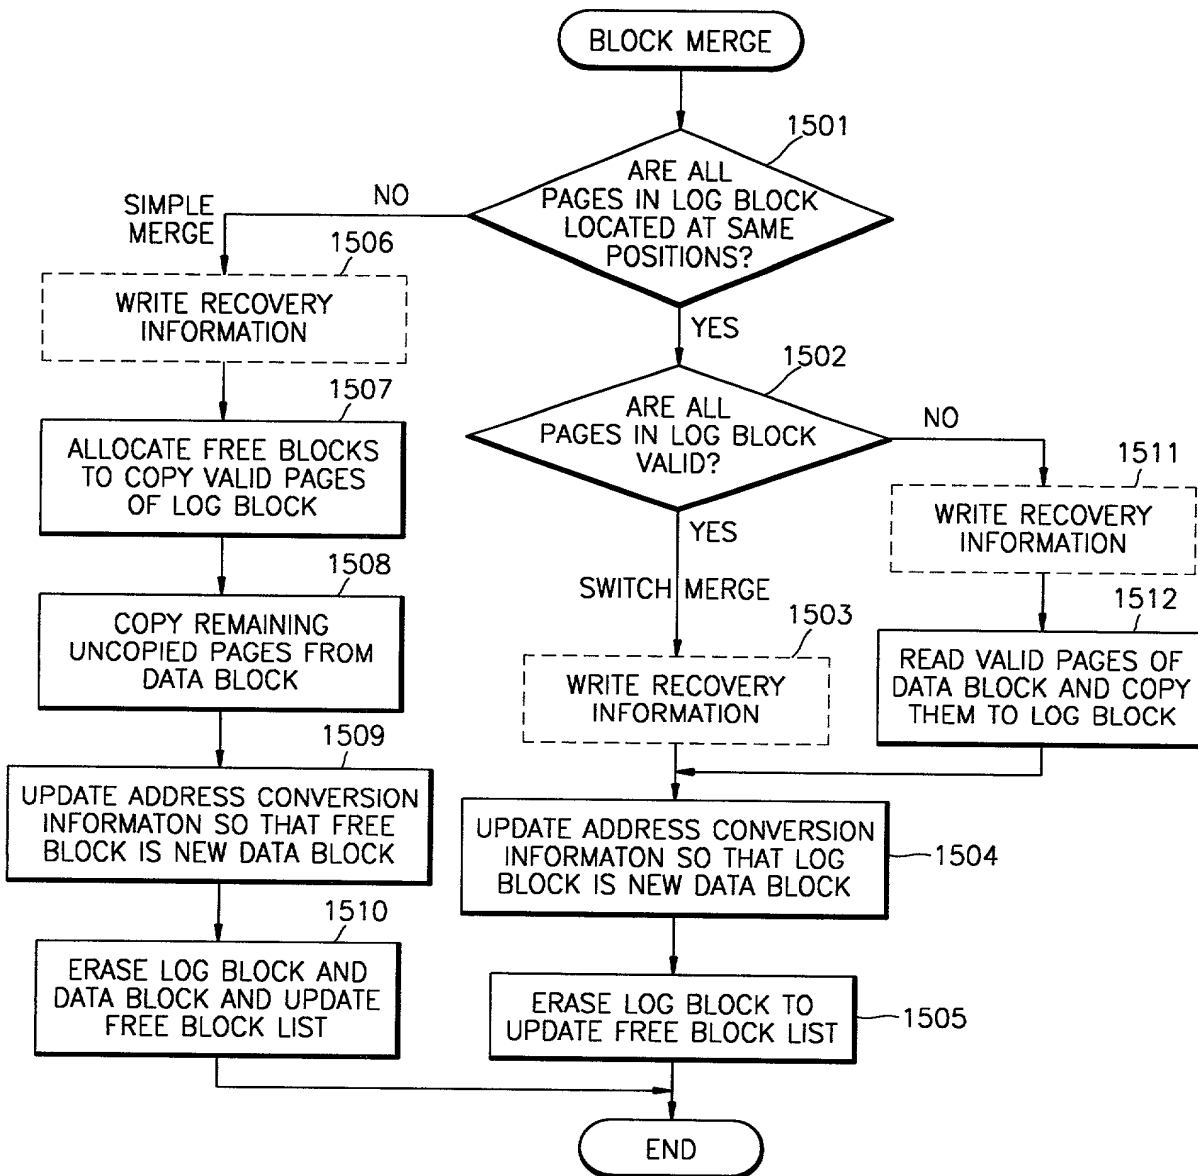 BLOCK MERGE
1501
ARE ALL
PAGES IN LOG BLOCK
LOCATED AT SAME
POSITIONS?
NO
SIMPLE
MERGE
1506
WRITE RECOVERY
INFORMATION
YES
1502
ARE ALL
PAGES IN LOG BLOCK
VALID?
NO
1507
ALLOCATE FREE BLOCKS
TO COPY VALID PAGES
OF LOG BLOCK
1511
WRITE RECOVERY
INFORMATION
YES
SWITCH MERGE
1508
COPY REMAINING
UNCOPIED PAGES FROM
DATA BLOCK
1503
WRITE RECOVERY
INFORMATION
1512
READ VALID PAGES OF
DATA BLOCK AND COPY
THEM TO LOG BLOCK
1509
UPDATE ADDRESS CONVERSION
INFORMATON SO THAT FREE
BLOCK IS NEW DATA BLOCK
UPDATE ADDRESS CONVERSION
INFORMATON SO THAT LOG
BLOCK IS NEW DATA BLOCK
1504
1510
ERASE LOG BLOCK AND
DATA BLOCK AND UPDATE
FREE BLOCK LIST
ERASE LOG BLOCK TO
UPDATE FREE BLOCK LIST
1505
END